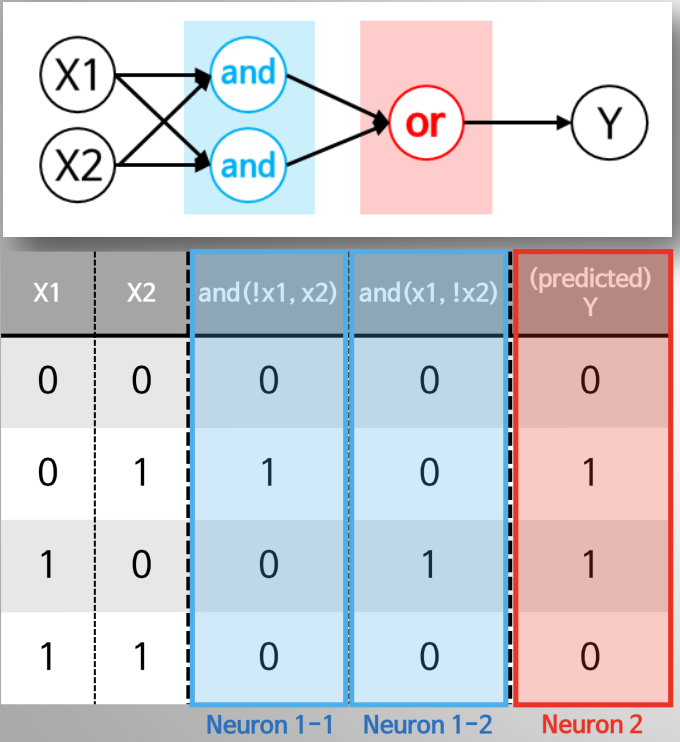 X1 and
or Y
X2 and
X1 X2 and(!x1, x2) and(x1, !x2) (predicted)
Y
0 0 0 0 0
0 1 1 0 1
1 0 0 1 1
1 1 0 0 0
Neuron 1-1 Neuron 1-2 Neuron 2